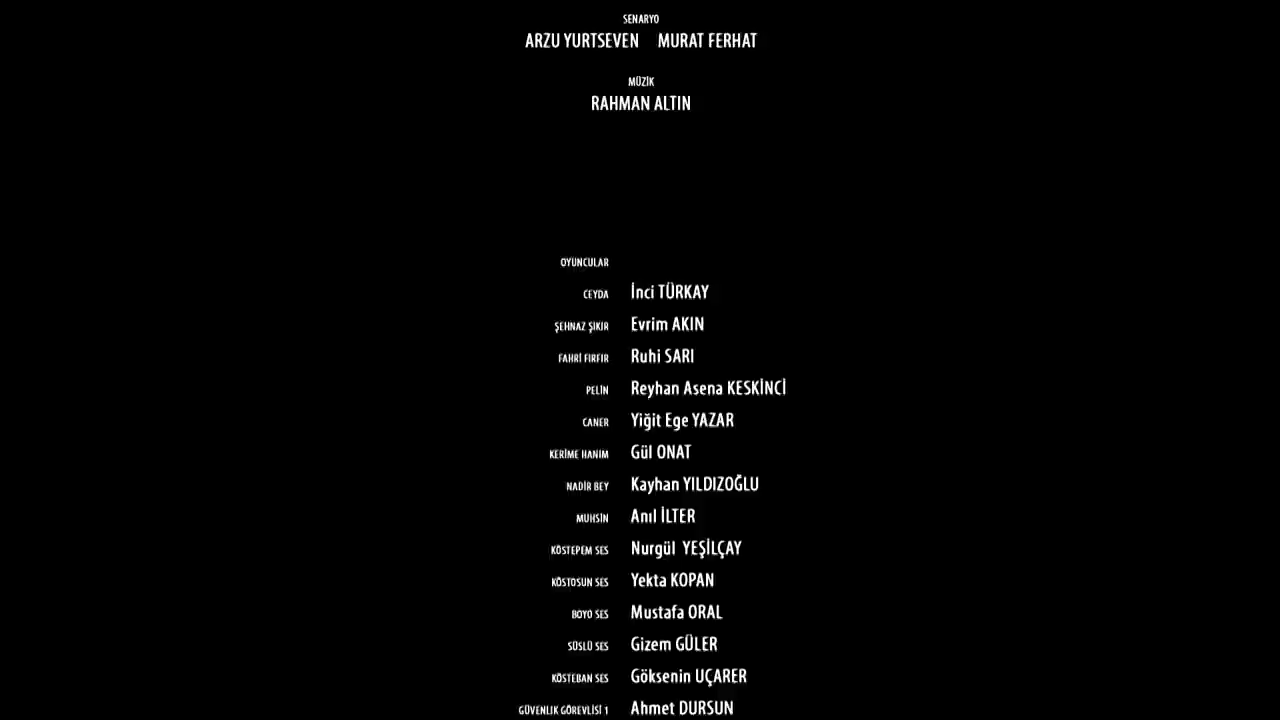 SENARYO
ARZU YURTSEVEN MURAT FERHAT
MÜZİK
RAHMAN ALTIN
OYUNCULAR
CEYDA İnci TÜRKAY
ŞEHNAZ ŞIKIR Evrim AKIN
FAHRİ FIRFIR Ruhi SARI
PELİN Reyhan Asena KESKİNCİ
CANER Yiğit Ege YAZAR
KERİME HANIM Gül ONAT
NADİR BEY Kayhan YILDIZOĞLU
MUHSİN Anıl İLTER
KÖSTEPEM SES Nurgül YEŞİLÇAY
KÖSTOSUN SES Yekta KOPAN
BOYO SES Mustafa ORAL
SÜSLÜ SES Gizem GÜLER
KÖSTEBAN SES Göksenin UÇARER
GÜVENLİK GÖREVLİSİ 1 Ahmet DURSUN